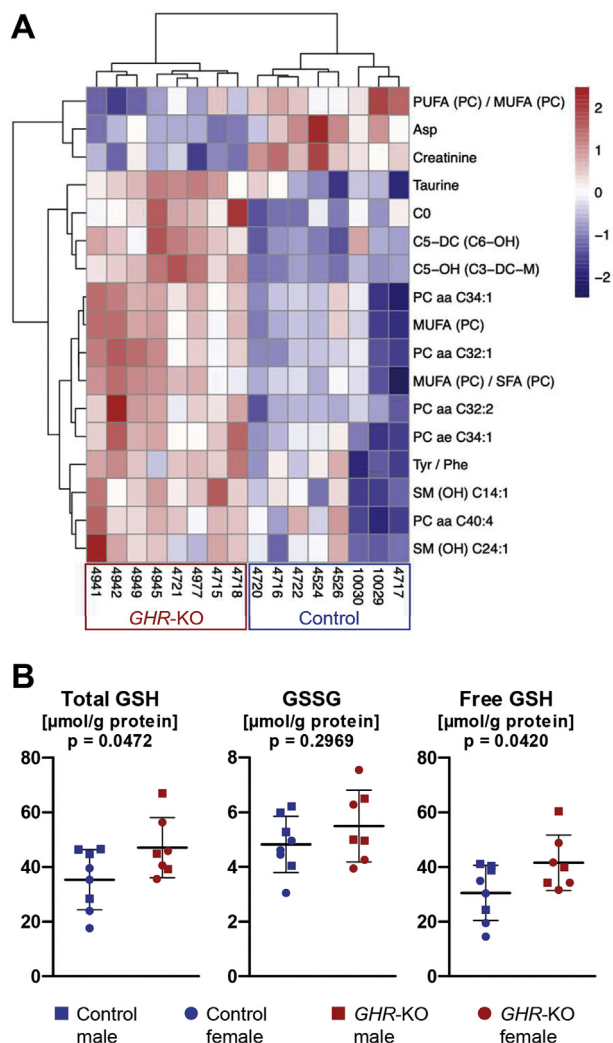 A
PUFA (PC) / MUFA (PC)
Asp
Creatinine
Taurine
C0
C5−DC (C6−OH)
C5−OH (C3−DC−M)
PC aa C34:1
MUFA (PC)
PC aa C32:1
MUFA (PC) / SFA (PC)
PC aa C32:2
PC ae C34:1
Tyr / Phe
SM (OH) C14:1
PC aa C40:4
SM (OH) C24:1
2
1
0
−1
−2
4941 4942 4949 4945 4721 4977 4715 4718 4720 4716 4722 4524 4526 10030 10029 4717
GHR-KO Control
B
Total GSH
[µmol/g protein]
p = 0.0472
80
60
40
20
0
GSSG
[µmol/g protein]
p = 0.2969
8
6
4
2
0
Free GSH
[µmol/g protein]
p = 0.0420
80
60
40
20
0
Control
male
Control
female
GHR-KO
male
GHR-KO
female